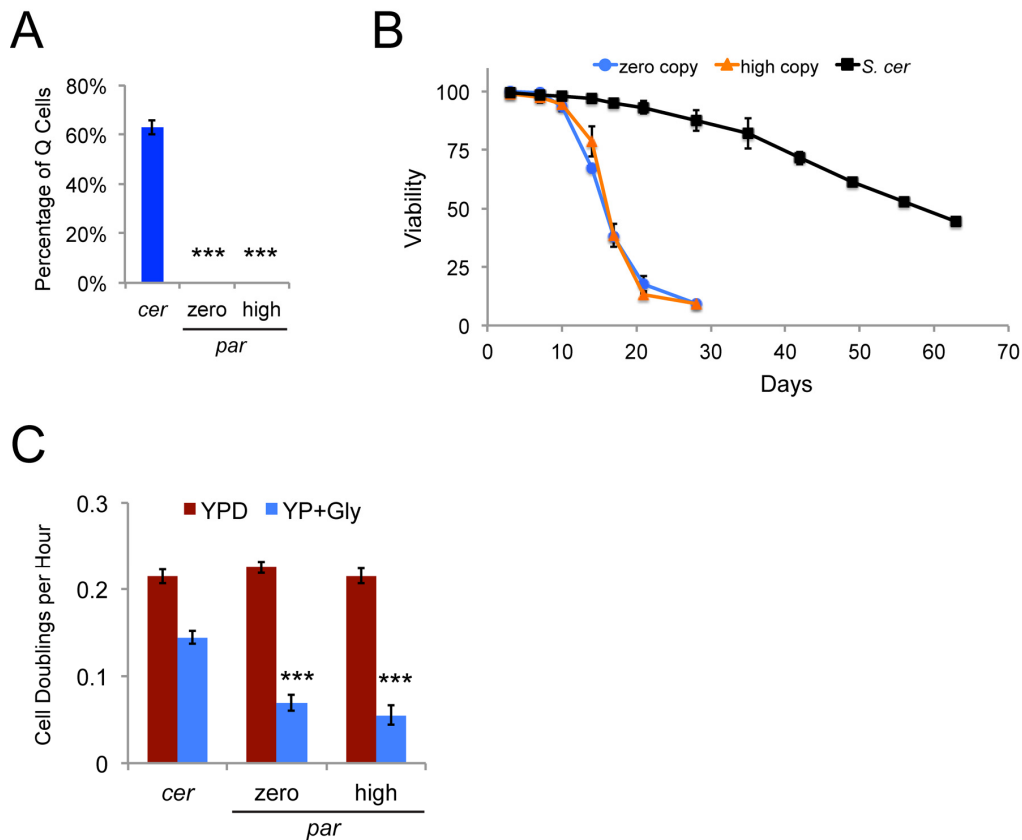 A
Percentage of Q Cells
80%
60%
40%
20%
0%
*** ***
cer zero high
par
B
zero copy high copy S. cer
Viability
100
75
50
25
0
0 10 20 30 40 50 60 70
Days
C
Cell Doublings per Hour
YPD YP+Gly
0.3
0.2
0.1
0
*** ***
cer zero high
par